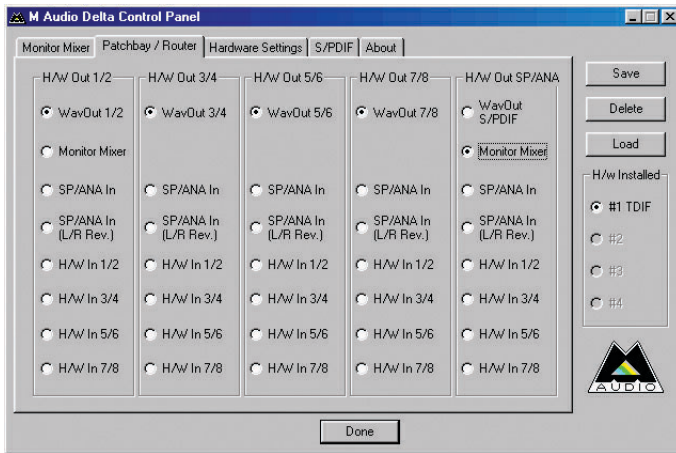 M Audio Delta Control Panel
Monitor Mixer
Patchbay / Router
Hardware Settings
S/PDIF
About
H/W Out 1/2
WavOut 1/2
Monitor Mixer
SP/ANA In
SP/ANA In
(L/R Rev.)
H/W In 1/2
H/W In 3/4
H/W In 5/6
H/W In 7/8
H/W Out 3/4
WavOut 3/4
SP/ANA In
SP/ANA In
(L/R Rev.)
H/W In 1/2
H/W In 3/4
H/W In 5/6
H/W In 7/8
H/W Out 5/6
WavOut 5/6
SP/ANA In
SP/ANA In
(L/R Rev.)
H/W In 1/2
H/W In 3/4
H/W In 5/6
H/W In 7/8
H/W Out 7/8
WavOut 7/8
SP/ANA In
SP/ANA In
(L/R Rev.)
H/W In 1/2
H/W In 3/4
H/W In 5/6
H/W In 7/8
H/W Out SP/ANA
WavOut
S/PDIF
Monitor Mixer
SP/ANA In
SP/ANA In
(L/R Rev.)
H/W In 1/2
H/W In 3/4
H/W In 5/6
H/W In 7/8
Save
Delete
Load
H/w Installed
#1 TDIF
#2
#3
#4
M
AUDIO
Done